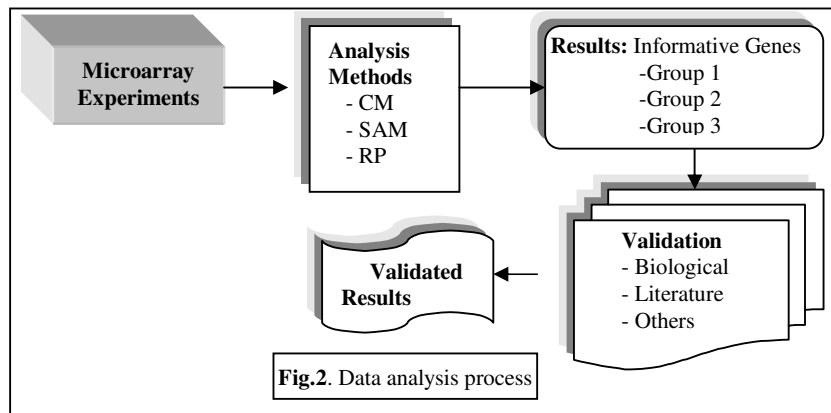 Microarray
Experiments
Analysis
Methods
- CM
- SAM
- RP
Results: Informative Genes
-Group 1
-Group 2
-Group 3
Validation
- Biological
- Literature
- Others
Validated
Results
Fig.2. Data analysis process